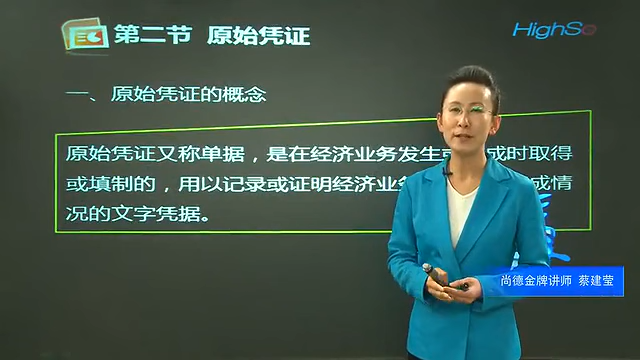 第二节 原始凭证
HighSo
一、原始凭证的概念
原始凭证又称单据，是在经济业务发生或 成时取得
或填制的，用以记录或证明经济业务 成情
况的文字凭据。
尚德金牌讲师 蔡建莹